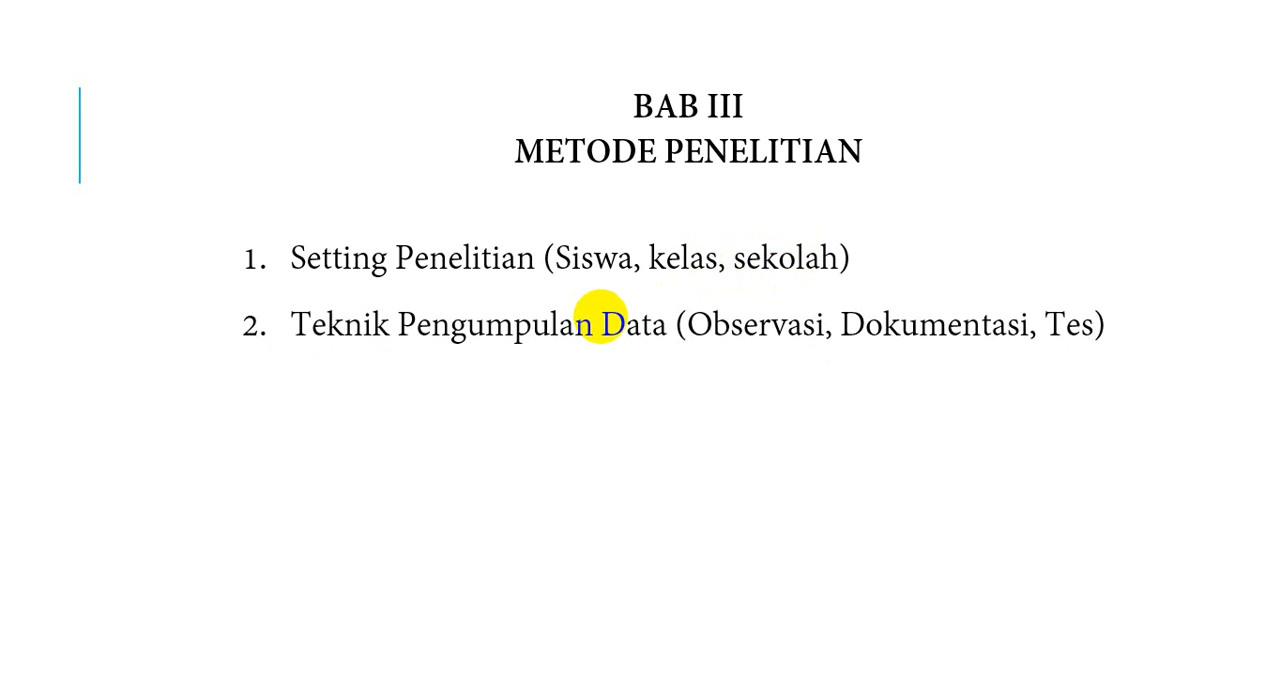 BAB III
METODE PENELITIAN
1. Setting Penelitian (Siswa, kelas, sekolah)
2. Teknik Pengumpulan Data (Observasi, Dokumentasi, Tes)